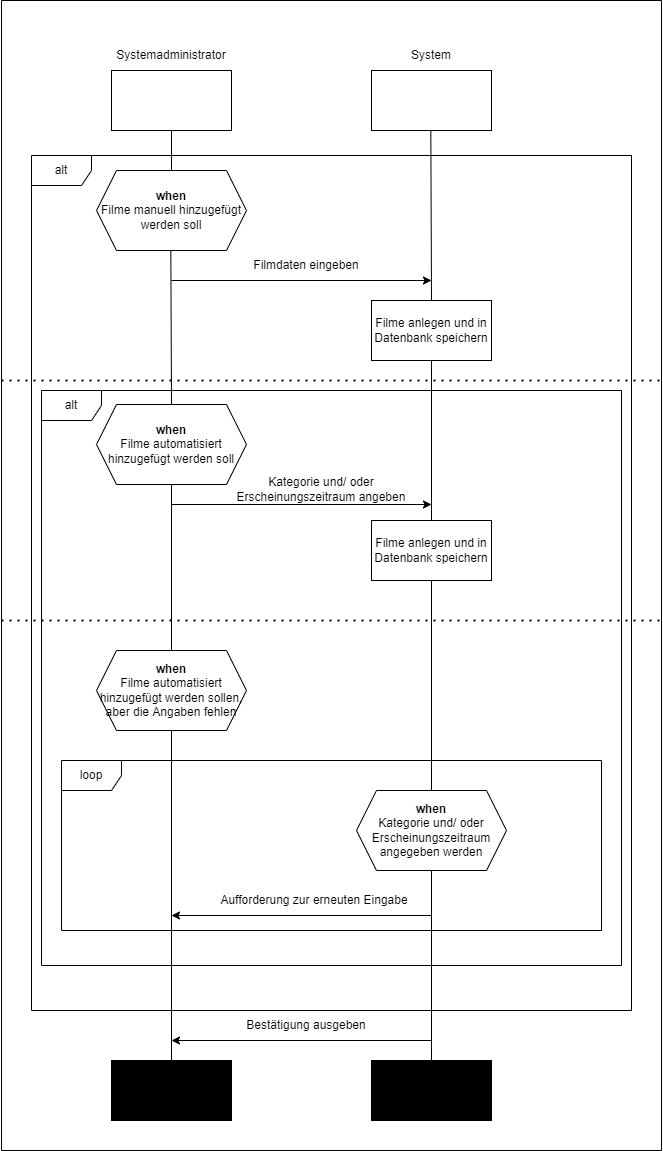 Systemadministrator
System
alt
when
Filme manuell hinzugefügt
werden soll
Filmdaten eingeben
Filme anlegen und in
Datenbank speichern
alt
when
Filme automatisiert
hinzugefügt werden soll
Kategorie und/ oder
Erscheinungszeitraum angeben
Filme anlegen und in
Datenbank speichern
when
Filme automatisiert
hinzugefügt werden sollen
aber die Angaben fehlen
loop
when
Kategorie und/ oder
Erscheinungszeitraum
angegeben werden
Aufforderung zur erneuten Eingabe
Bestätigung ausgeben